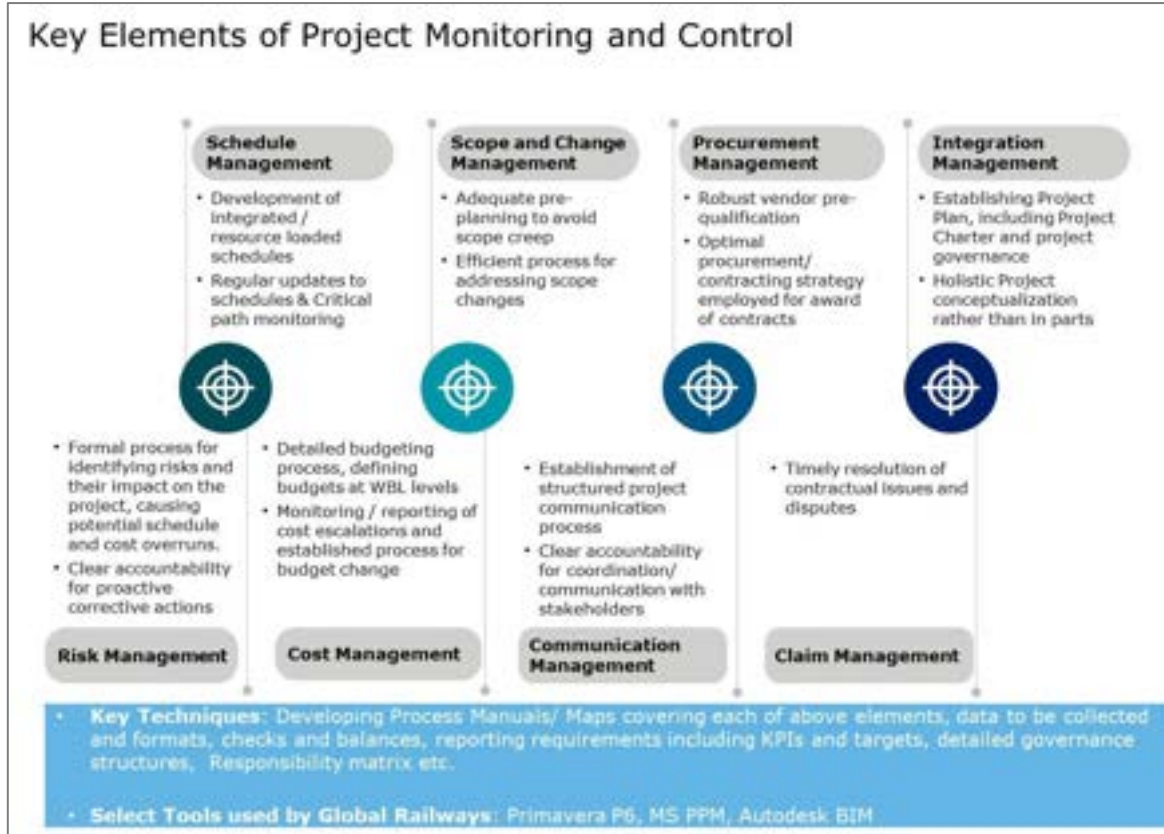 Key Elements of Project Monitoring and Control
Schedule
Management
• Development of
integrated /
resource loaded
schedules
• Regular updates to
schedules & Critical
path monitoring
Scope and Change
Management
• Adequate pre-
planning to avoid
scope creep
• Efficient process for
addressing scope
changes
Procurement
Management
• Robust vendor pre-
qualification
• Optimal
procurement/
contracting strategy
employed for award
of contracts
Integration
Management
• Establishing Project
Plan, including Project
Charter and project
governance
• Holistic Project
conceptualization
rather than in parts
• Formal process for
identifying risks and
their impact on the
project, causing
potential schedule
and cost overruns.
• Clear accountability
for proactive
corrective actions
Risk Management
• Detailed budgeting
process, defining
budgets at WBL levels
• Monitoring / reporting of
cost escalations and
established process for
budget change
Cost Management
• Establishment of
structured project
communication
process
• Clear accountability
for coordination/
communication with
stakeholders
Communication
Management
• Timely resolution of
contractual issues and
disputes
Claim Management
• Key Techniques: Developing Process Manuals/ Maps covering each of above elements, data to be collected
and formats, checks and balances, reporting requirements including KPIs and targets, detailed governance
structures, Responsibility matrix etc.
• Select Tools used by Global Railways: Primavera P6, MS PPM, Autodesk BIM